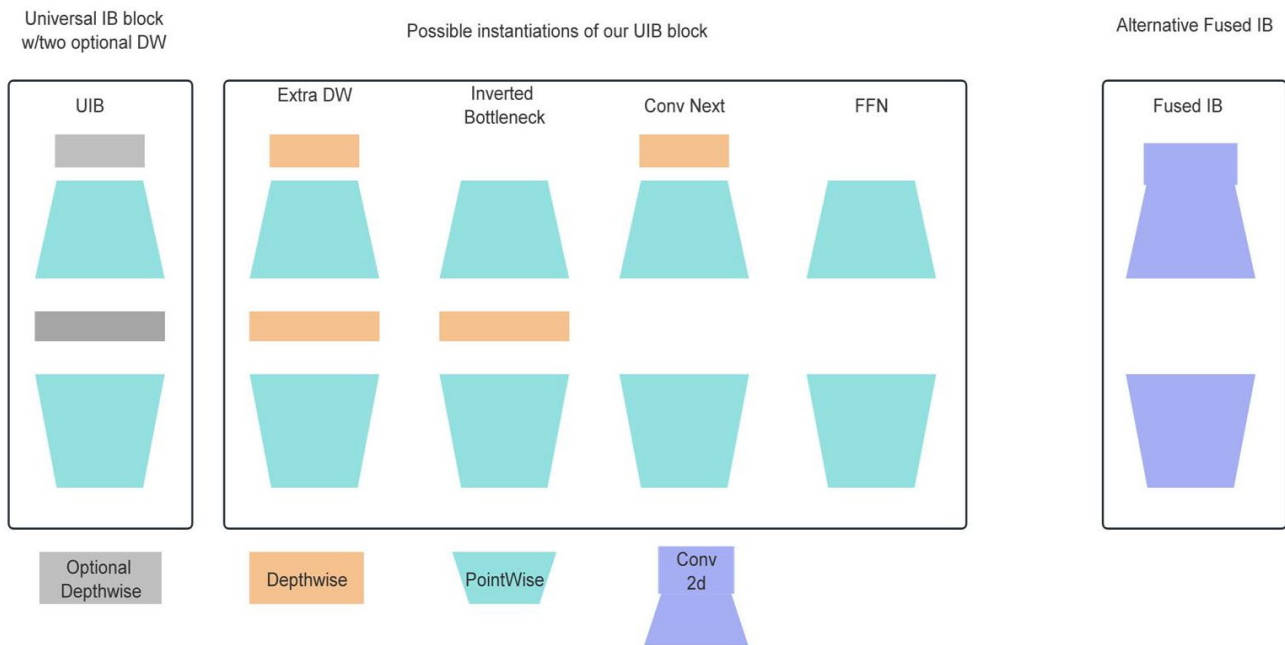 Universal IB block
w/two optional DW
Possible instantiations of our UIB block
Alternative Fused IB
UIB
Extra DW
Inverted
Bottleneck
Conv Next
FFN
Fused IB
Optional
Depthwise
Depthwise
PointWise
Conv
2d